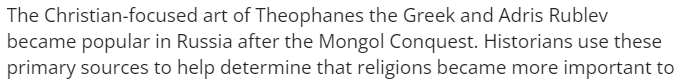 The Christian-focused art of Theophanes the Greek and Adris Rublev
became popular in Russia after the Mongol Conquest. Historians use these
primary sources to help determine that religions became more important to